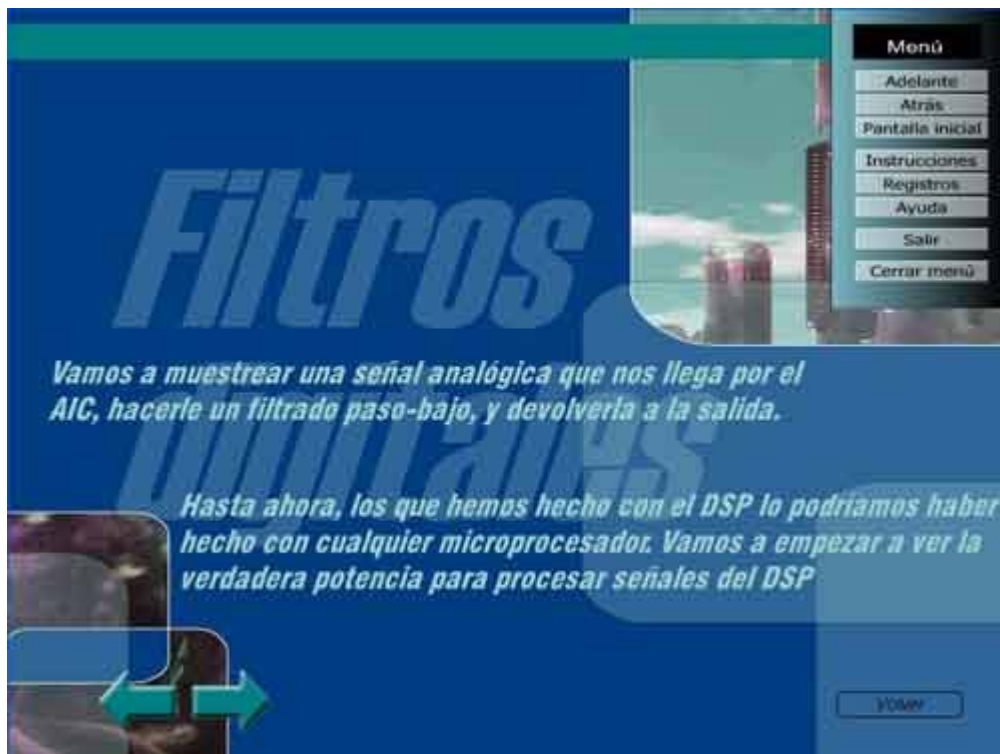 Menú
Adelante
Atrás
Pantalla inicial
Instrucciones
Registros
Ayuda
Salir
Cerrar menú
Filtros
digitales
Vamos a muestrear una señal analógica que nos llega por el
AIC, hacerle un filtrado paso-bajo, y devolverla a la salida.
Hasta ahora, los que hemos hecho con el DSP lo podríamos haber
hecho con cualquier microprocesador. Vamos a empezar a ver la
verdadera potencia para procesar señales del DSP
Volver